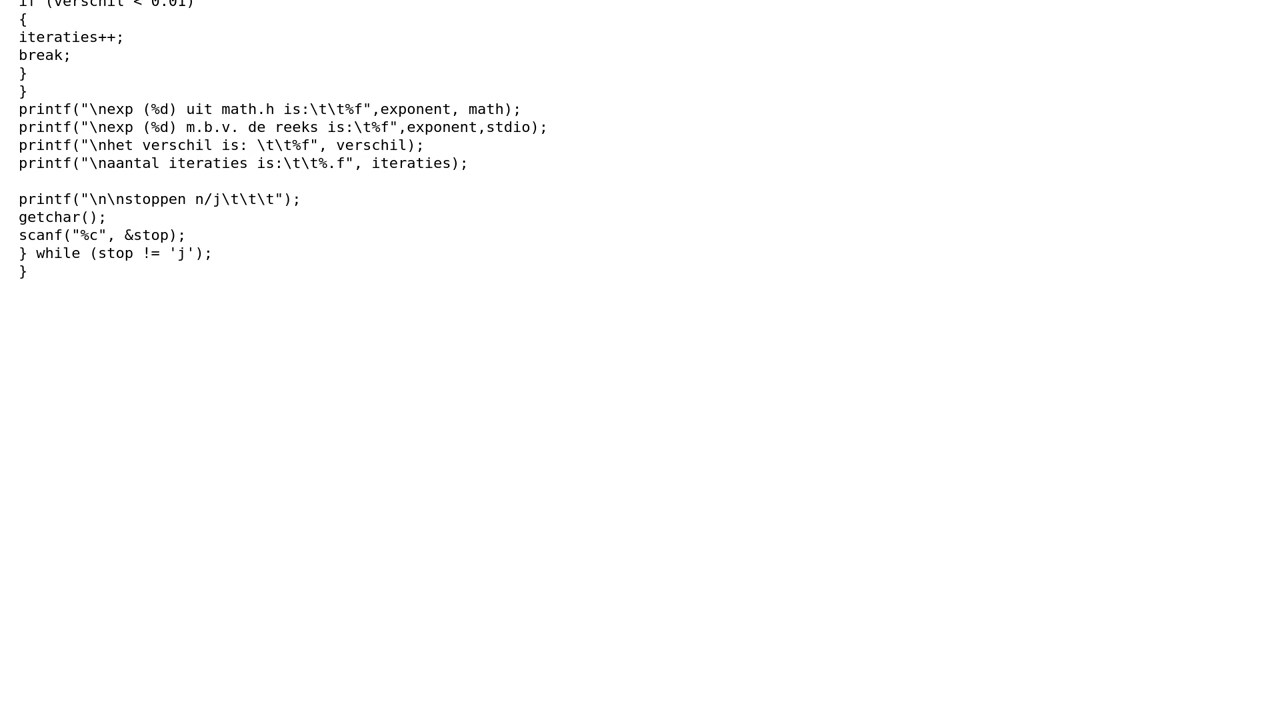 if (verschil < 0.01)
{
iteraties++;
break;
}
}
printf("\nexp (%d) uit math.h is:\t\t%f",exponent, math);
printf("\nexp (%d) m.b.v. de reeks is:\t%f",exponent,stdio);
printf("\nhet verschil is: \t\t%f", verschil);
printf("\naantal iteraties is:\t\t%.f", iteraties);

printf("\n\nstoppen n/j\t\t\t");
getchar();
scanf("%c", &stop);
} while (stop != 'j');
}